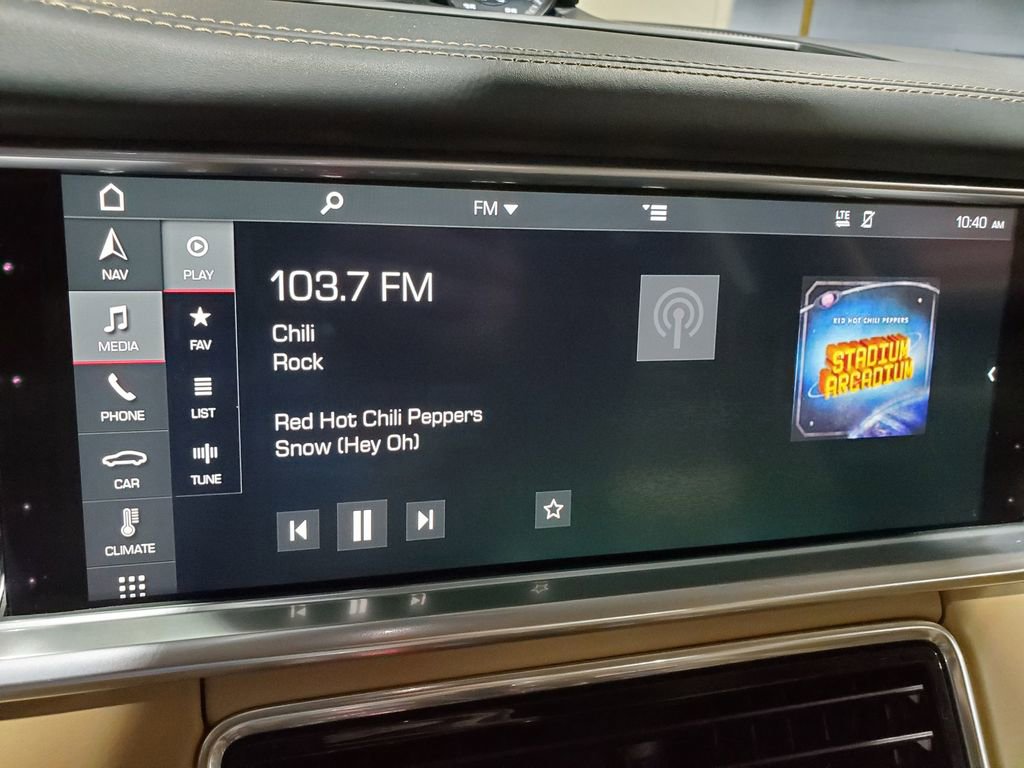 FM
LTE
10:40 AM
NAV
PLAY
MEDIA
FAV
PHONE
LIST
CAR
TUNE
CLIMATE
103.7 FM
Chili
Rock
Red Hot Chili Peppers
Snow (Hey Oh)
RED HOT CHILI PEPPERS
STADIUM
ARCADIUM